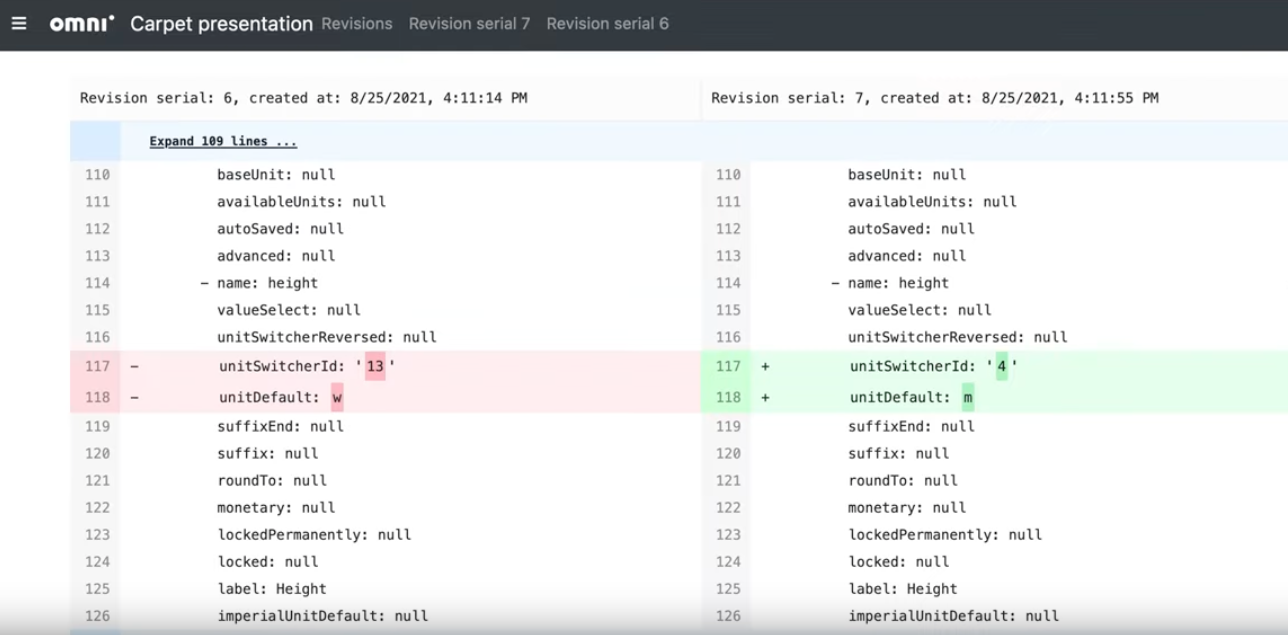 omni Carpet presentation Revisions Revision serial 7 Revision serial 6
Revision serial: 6, created at: 8/25/2021, 4:11:14 PM
Expand 109 lines ...
110 baseUnit: null
111 availableUnits: null
112 autoSaved: null
113 advanced: null
114 - name: height
115 valueSelect: null
116 unitSwitcherReversed: null
117 - unitSwitcherId: '13'
118 - unitDefault: w
119 suffixEnd: null
120 suffix: null
121 roundTo: null
122 monetary: null
123 lockedPermanently: null
124 locked: null
125 label: Height
126 imperialUnitDefault: null
Revision serial: 7, created at: 8/25/2021, 4:11:55 PM
110 baseUnit: null
111 availableUnits: null
112 autoSaved: null
113 advanced: null
114 - name: height
115 valueSelect: null
116 unitSwitcherReversed: null
117 + unitSwitcherId: '4'
118 + unitDefault: m
119 suffixEnd: null
120 suffix: null
121 roundTo: null
122 monetary: null
123 lockedPermanently: null
124 locked: null
125 label: Height
126 imperialUnitDefault: null